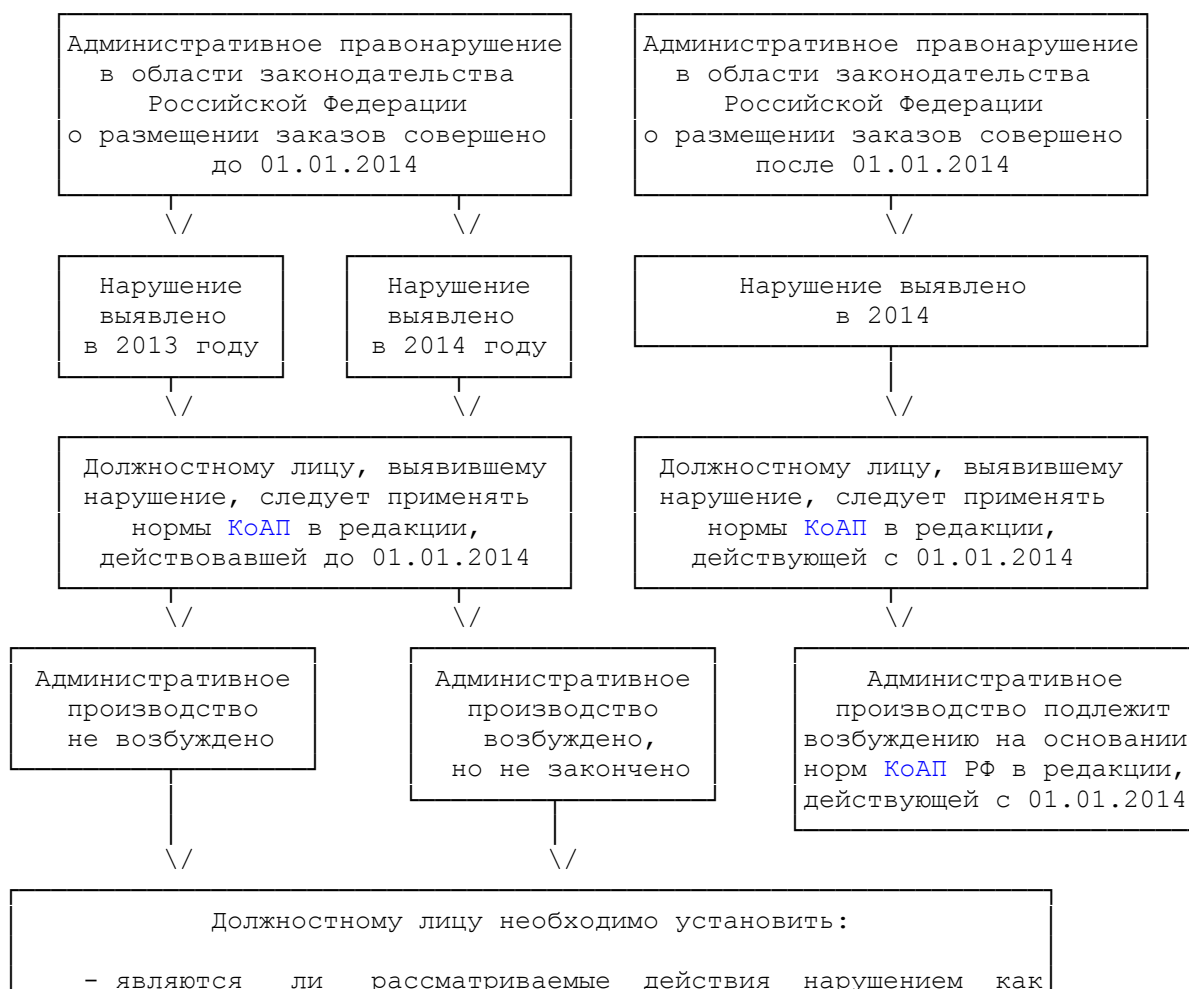 Административное правонарушение
в области законодательства
Российской Федерации
о размещении заказов совершено
до 01.01.2014
Административное правонарушение
в области законодательства
Российской Федерации
о размещении заказов совершено
после 01.01.2014
Нарушение
выявлено
в 2013 году
Нарушение
выявлено
в 2014 году
Нарушение выявлено
в 2014
Должностному лицу, выявившему
нарушение, следует применять
нормы КоАП в редакции,
действовавшей до 01.01.2014
Должностному лицу, выявившему
нарушение, следует применять
нормы КоАП в редакции,
действующей с 01.01.2014
Административное
производство
не возбуждено
Административное
производство
возбуждено,
но не закончено
Административное
производство подлежит
возбуждению на основании
норм КоАП РФ в редакции,
действующей с 01.01.2014
Должностному лицу необходимо установить:
- являются ли рассматриваемые действия нарушением как